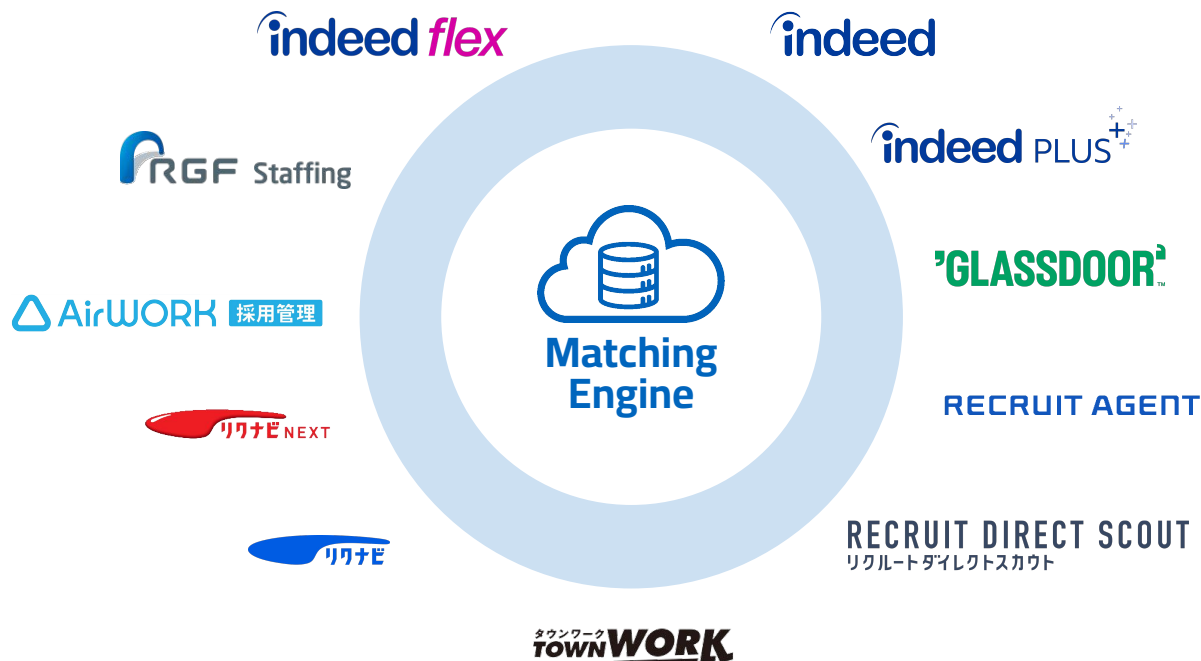 indeed flex
indeed
RGF Staffing
indeed PLUS
GLASSDOOR™
AirWORK 採用管理
Matching
Engine
RECRUIT AGENT
リクナビNEXT
RECRUIT DIRECT SCOUT
リクルートダイレクトスカウト
リクナビ
タウンワーク
TOWNWORK